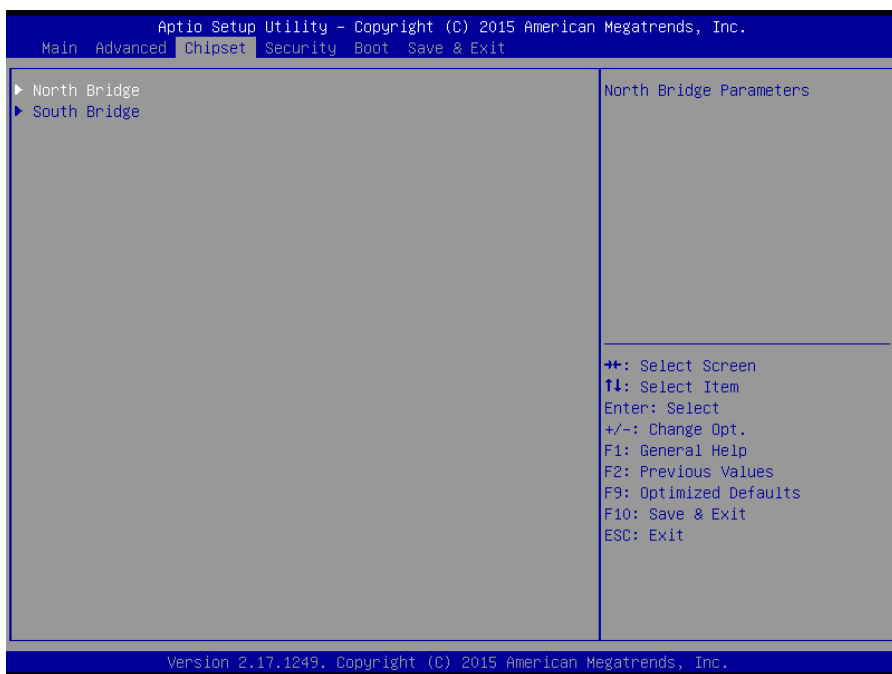 Aptio Setup Utility – Copyright (C) 2015 American Megatrends, Inc.
Main Advanced Chipset Security Boot Save & Exit
▶ North Bridge
▶ South Bridge
North Bridge Parameters
→←: Select Screen
↑↓: Select Item
Enter: Select
+/-: Change Opt.
F1: General Help
F2: Previous Values
F9: Optimized Defaults
F10: Save & Exit
ESC: Exit
Version 2.17.1249. Copyright (C) 2015 American Megatrends, Inc.